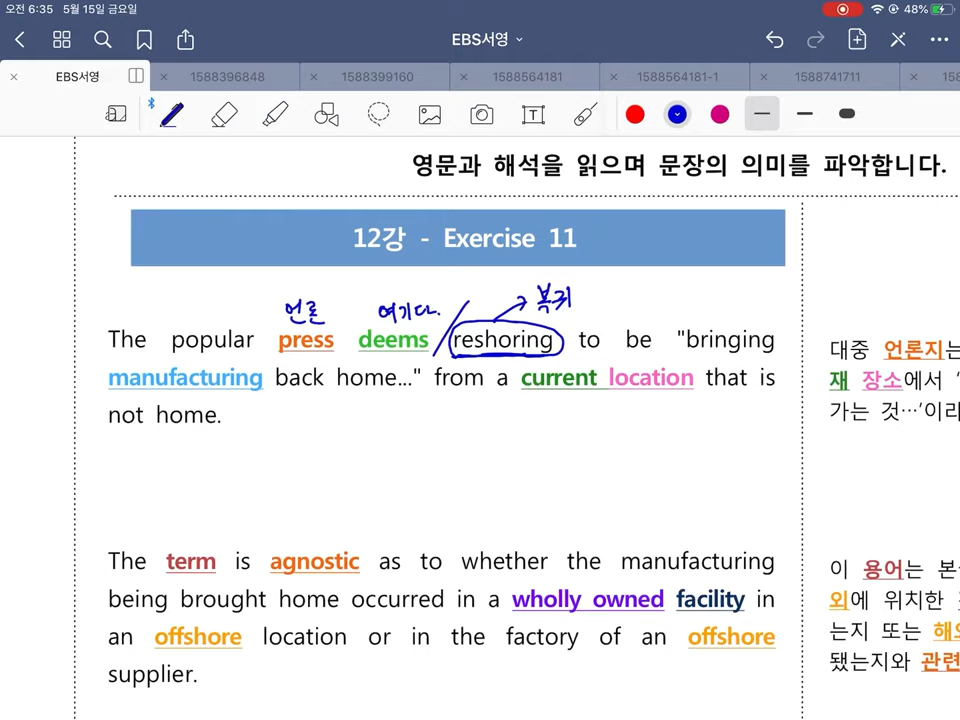 오전 6:35 5월 15일 금요일
48%
EBS서영
EBS서영
1588396848
1588399160
1588564181
1588564181-1
1588741711
영문과 해석을 읽으며 문장의 의미를 파악합니다.
12강 - Exercise 11
언론 여기다. 복귀
The popular press deems reshoring to be "bringing
manufacturing back home..." from a current location that is
not home.
대중 언론지는
재 장소에서 '
가는 것…'이라
The term is agnostic as to whether the manufacturing
being brought home occurred in a wholly owned facility in
an offshore location or in the factory of an offshore
supplier.
이 용어는 본
외에 위치한
는지 또는 해외
됐는지와 관련